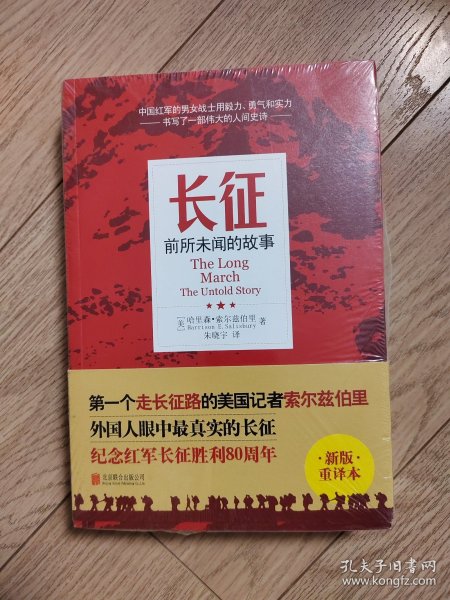 中国红军的男女战士用毅力、勇气和实力
书写了一部伟大的人间史诗
长征
前所未闻的故事
The Long
March
The Untold Story
[美] 哈里森·索尔兹伯里 著
Harrison E. Salisbury
朱晓宇 译
第一个走长征路的美国记者索尔兹伯里
外国人眼中最真实的长征
纪念红军长征胜利80周年
·新版·
重译本
北京联合出版公司
孔夫子旧书网
www.kongfz.com